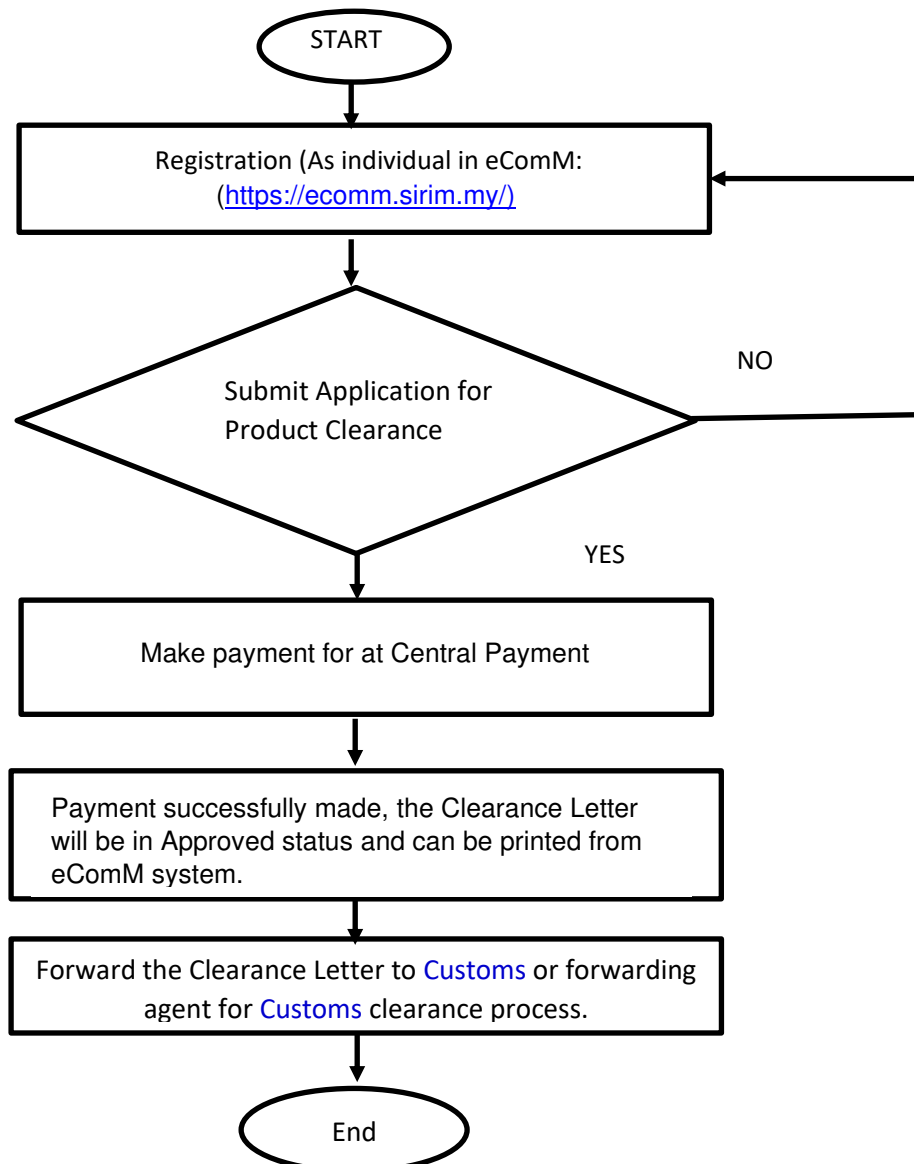 START
Registration (As individual in eComM:
(https://ecomm.sirim.my/)
Submit Application for
Product Clearance
NO
YES
Make payment for at Central Payment
Payment successfully made, the Clearance Letter
will be in Approved status and can be printed from
eComM system.
Forward the Clearance Letter to Customs or forwarding
agent for Customs clearance process.
End